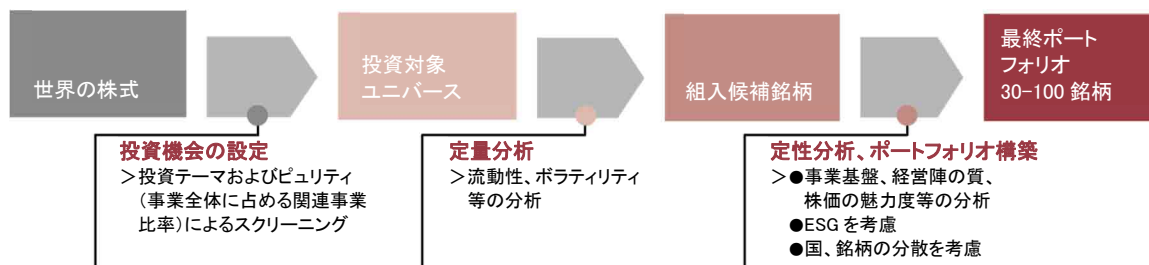 世界の株式
投資対象
ユニバース
組入候補銘柄
最終ポート
フォリオ
30-100 銘柄
投資機会の設定
＞投資テーマおよびピュリティ
（事業全体に占める関連事業
比率）によるスクリーニング
定量分析
＞流動性、ボラティリティ
等の分析
定性分析、ポートフォリオ構築
＞●事業基盤、経営陣の質、
株価の魅力度等の分析
●ESG を考慮
●国、銘柄の分散を考慮